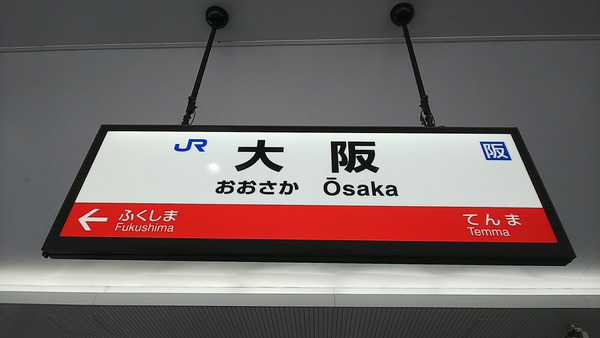 JR 大阪 阪
おおさか Ōsaka
ふくしま てんま
Fukushima Temma